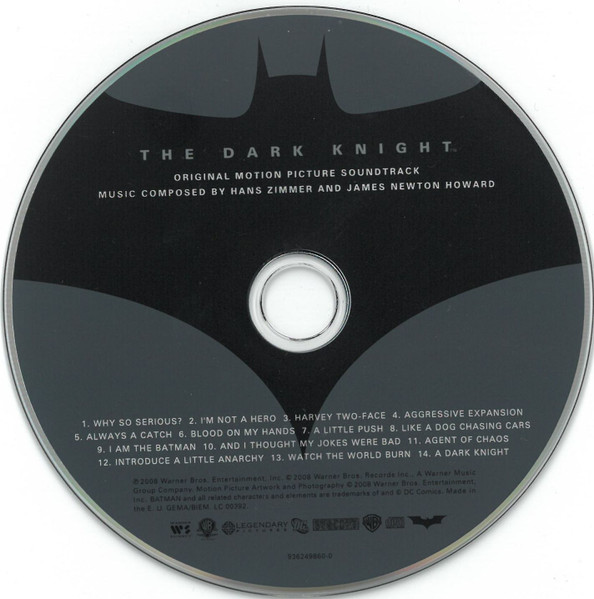 THE DARK KNIGHT™
ORIGINAL MOTION PICTURE SOUNDTRACK
MUSIC COMPOSED BY HANS ZIMMER AND JAMES NEWTON HOWARD
1. WHY SO SERIOUS? 2. I'M NOT A HERO 3. HARVEY TWO-FACE 4. AGGRESSIVE EXPANSION
5. ALWAYS A CATCH 6. BLOOD ON MY HANDS 7. A LITTLE PUSH 8. LIKE A DOG CHASING CARS
9. I AM THE BATMAN 10. AND I THOUGHT MY JOKES WERE BAD 11. AGENT OF CHAOS
12. INTRODUCE A LITTLE ANARCHY 13. WATCH THE WORLD BURN 14. A DARK KNIGHT
℗ 2008 Warner Bros. Entertainment, Inc. © 2008 Warner Bros. Records Inc., A Warner Music
Group Company. Motion Picture Artwork and Photography © 2008 Warner Bros. Entertainment,
Inc. BATMAN and all related characters and elements are trademarks of and © DC Comics. Made in
the E. U. GEMA/BIEM. LC 00392.
LEGENDARY
PICTURES
936249860-0